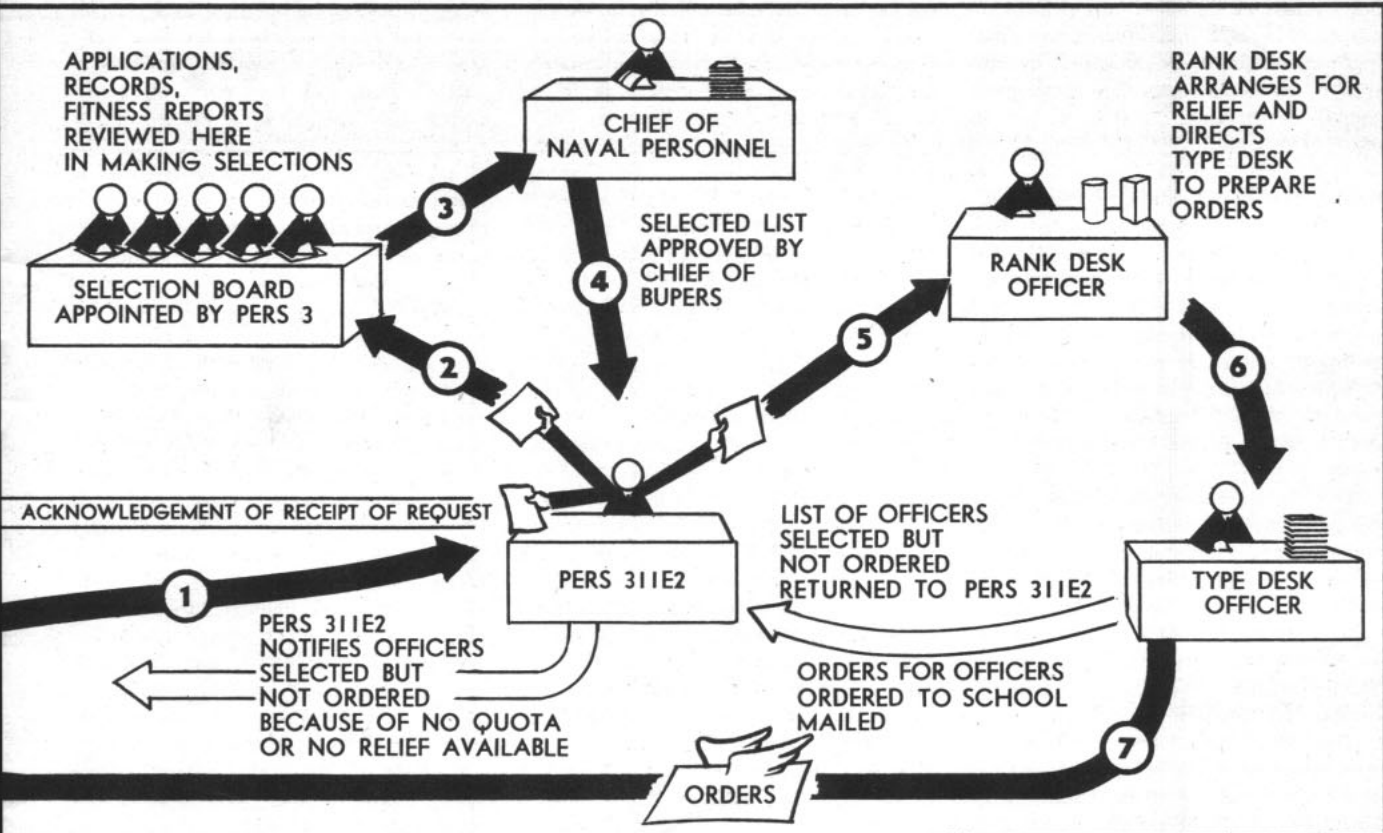 APPLICATIONS,
RECORDS,
FITNESS REPORTS
REVIEWED HERE
IN MAKING SELECTIONS
SELECTION BOARD
APPOINTED BY PERS 3
3
CHIEF OF
NAVAL PERSONNEL
4
SELECTED LIST
APPROVED BY
CHIEF OF
BUPERS
RANK DESK
ARRANGES FOR
RELIEF AND
DIRECTS
TYPE DESK
TO PREPARE
ORDERS
RANK DESK
OFFICER
2
5
6
ACKNOWLEDGEMENT OF RECEIPT OF REQUEST
1
PERS 311E2
PERS 311E2
NOTIFIES OFFICERS
SELECTED BUT
NOT ORDERED
BECAUSE OF NO QUOTA
OR NO RELIEF AVAILABLE
LIST OF OFFICERS
SELECTED BUT
NOT ORDERED
RETURNED TO PERS 311E2
TYPE DESK
OFFICER
ORDERS FOR OFFICERS
ORDERED TO SCHOOL
MAILED
7
ORDERS